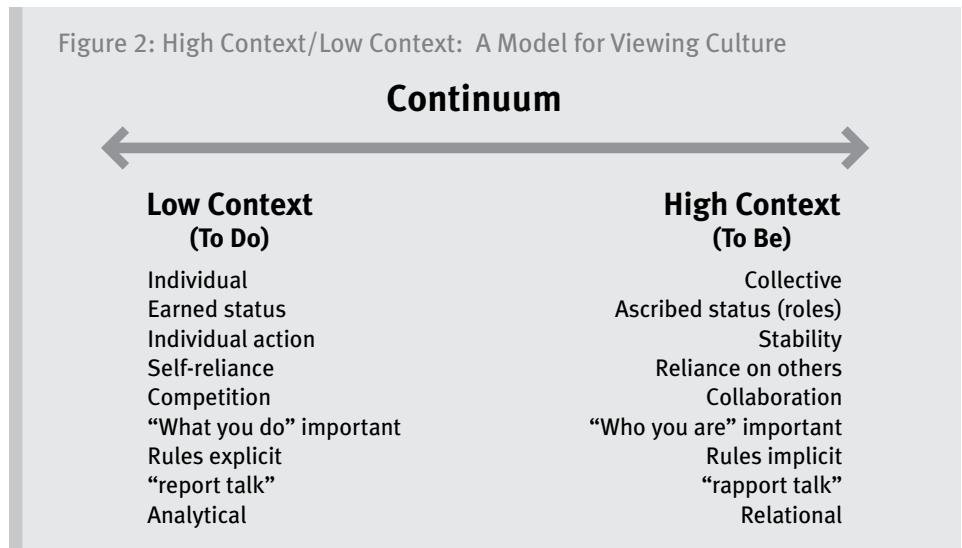 Figure 2: High Context/Low Context:  A Model for Viewing Culture
Continuum
Low Context
(To Do)
Individual
Earned status
Individual action
Self-reliance
Competition
“What you do” important
Rules explicit
“report talk”
Analytical
High Context
(To Be)
Collective
Ascribed status (roles)
Stability
Reliance on others
Collaboration
“Who you are” important
Rules implicit
“rapport talk”
Relational